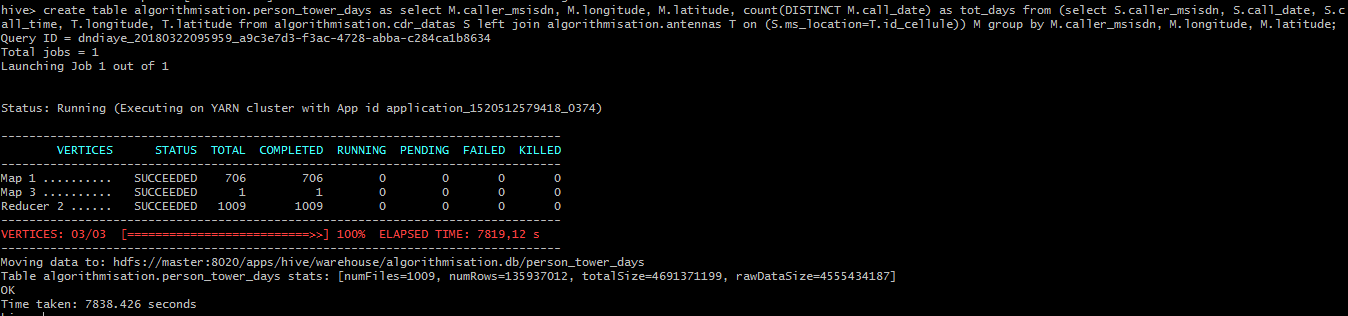 hive> create table algorithmisation.person_tower_days as select M.caller_msisdn, M.longitude, M.latitude, count(DISTINCT M.call_date) as tot_days from (select S.caller_msisdn, S.call_date, S.c
all_time, T.longitude, T.latitude from algorithmisation.cdr_datas S left join algorithmisation.antennas T on (S.ms_location=T.id_cellule)) M group by M.caller_msisdn, M.longitude, M.latitude;
Query ID = dndiaye_20180322095959_a9c3e7d3-f3ac-4728-abba-c284ca1b8634
Total jobs = 1
Launching Job 1 out of 1
Status: Running (Executing on YARN cluster with App id application_1520512579418_0374)
--------------------------------------------------------------------------------
VERTICES STATUS TOTAL COMPLETED RUNNING PENDING FAILED KILLED
--------------------------------------------------------------------------------
Map 1 .......... SUCCEEDED 706 706 0 0 0 0
Map 3 .......... SUCCEEDED 1 1 0 0 0 0
Reducer 2 ...... SUCCEEDED 1009 1009 0 0 0 0
--------------------------------------------------------------------------------
VERTICES: 03/03 [==========================>>] 100% ELAPSED TIME: 7819,12 s
--------------------------------------------------------------------------------
Moving data to: hdfs://master:8020/apps/hive/warehouse/algorithmisation.db/person_tower_days
Table algorithmisation.person_tower_days stats: [numFiles=1009, numRows=135937012, totalSize=4691371199, rawDataSize=4555434187]
OK
Time taken: 7838.426 seconds